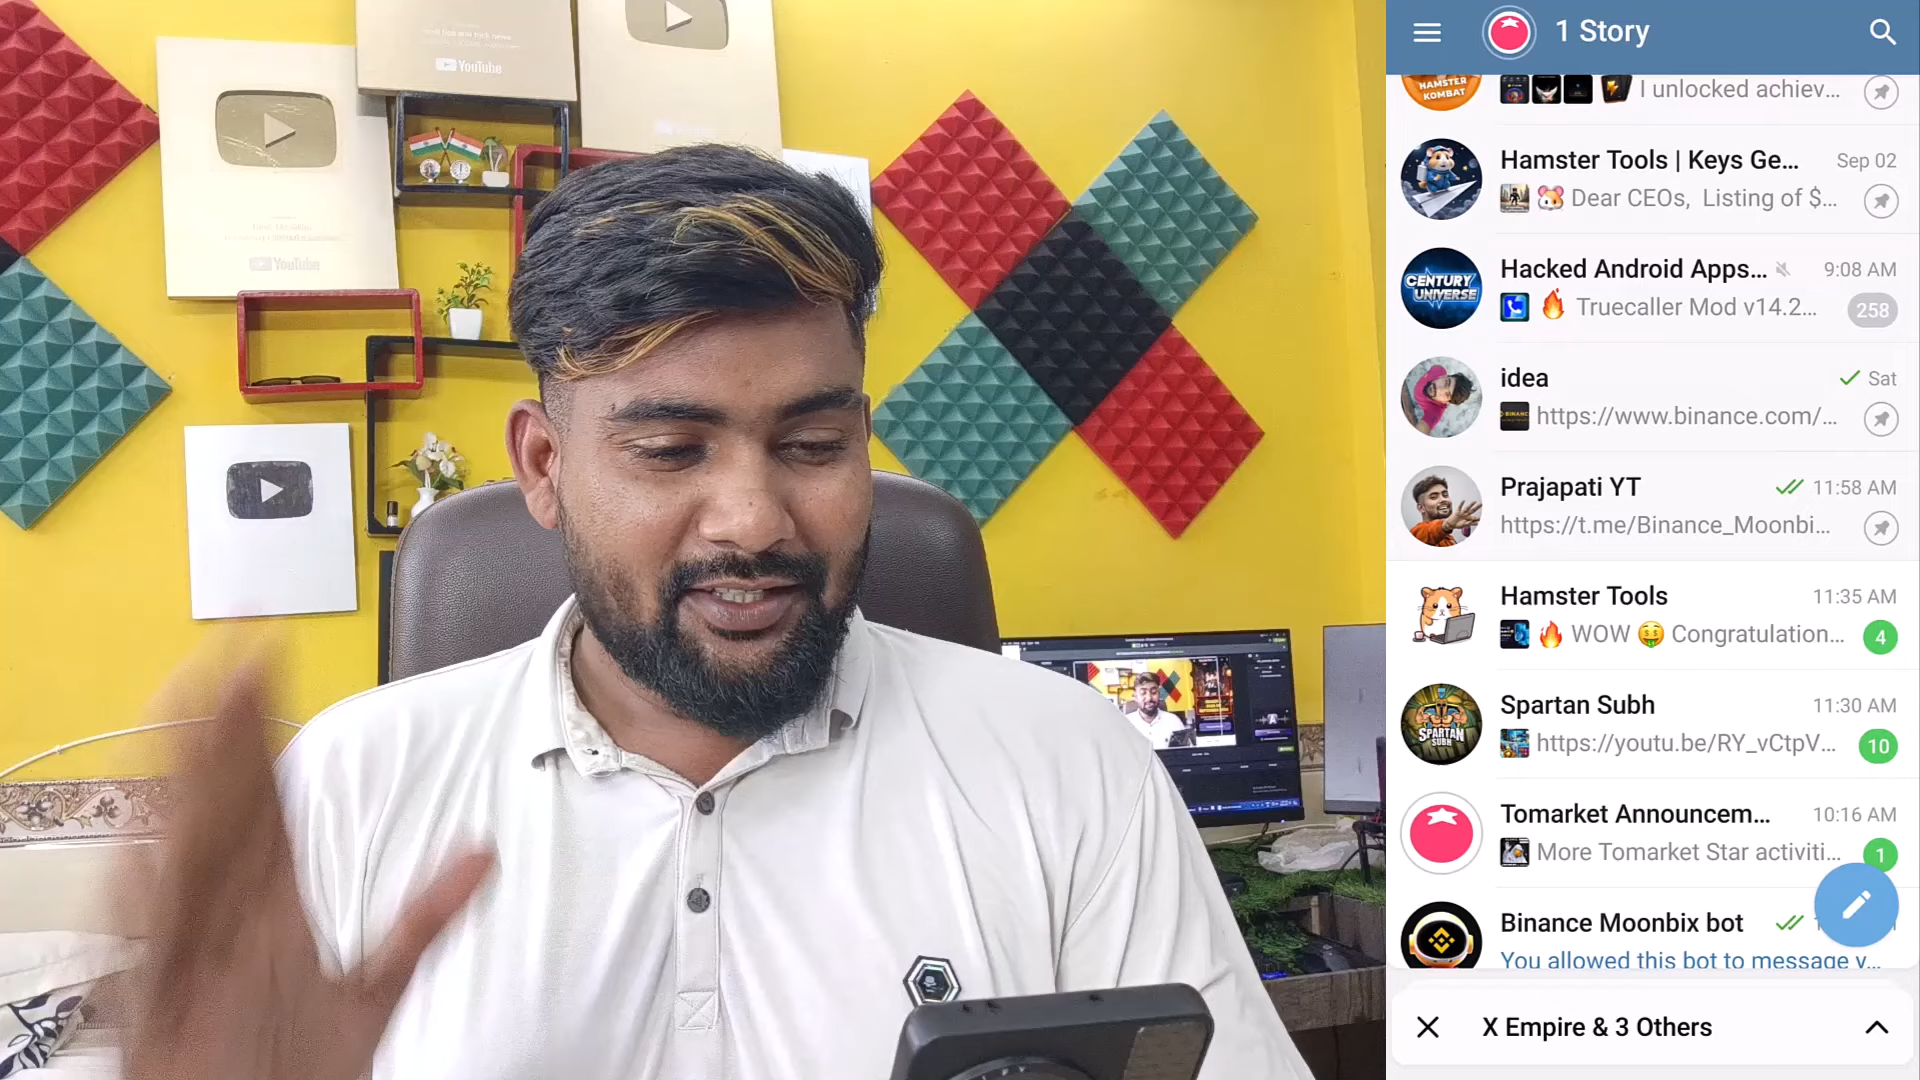 YouTube
YouTube
1 Story
HAMSTER
KOMBAT
I unlocked achiev...
Hamster Tools | Keys Ge...
Sep 02
Dear CEOs, Listing of $...
CENTURY
UNIVERSE
Hacked Android Apps...
9:08 AM
Truecaller Mod v14.2...
258
idea
Sat
BINANCE
https://www.binance.com/...
Prajapati YT
11:58 AM
https://t.me/Binance_Moonbi...
Hamster Tools
11:35 AM
WOW Congratulation...
4
SPARTAN
SUBH
Spartan Subh
11:30 AM
https://youtu.be/RY_vCtpV...
10
Tomarket Announcem...
10:16 AM
More Tomarket Star activiti...
1
Binance Moonbix bot
You allowed this bot to message y...
X Empire & 3 Others